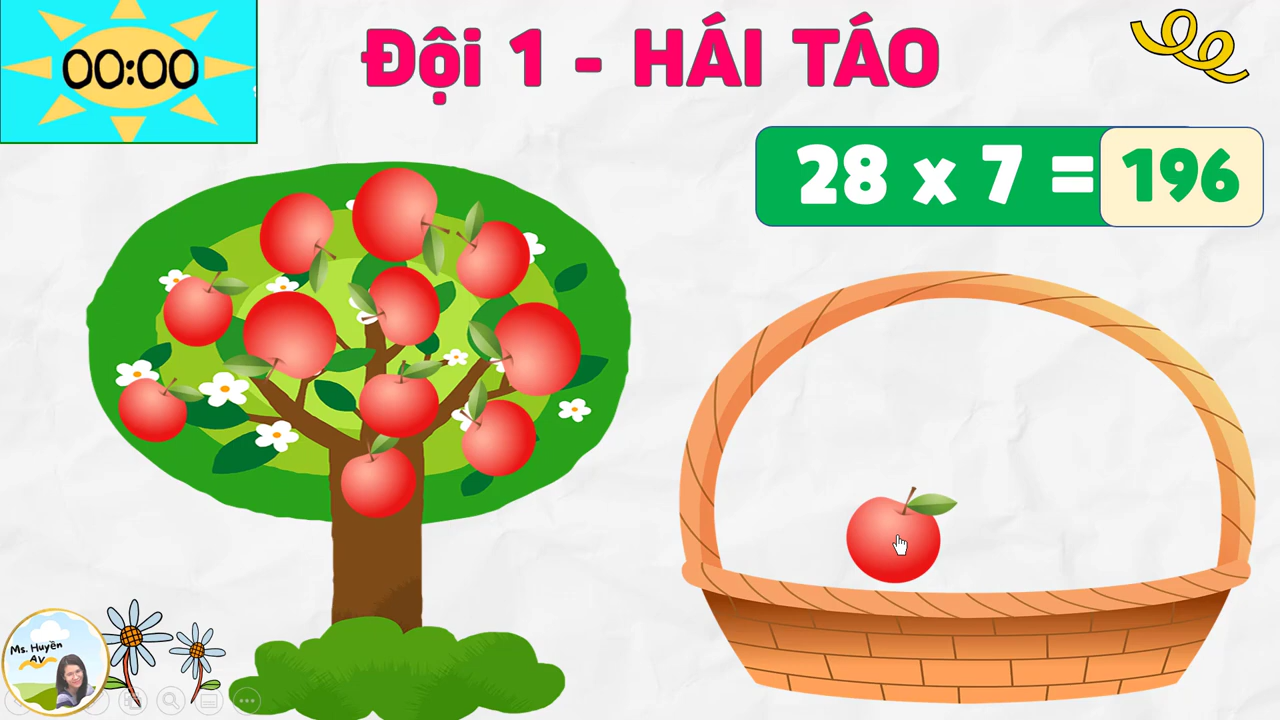 00:00
Đội 1 - HÁI TÁO
28 x 7 = 196
Ms. Huyền
AV